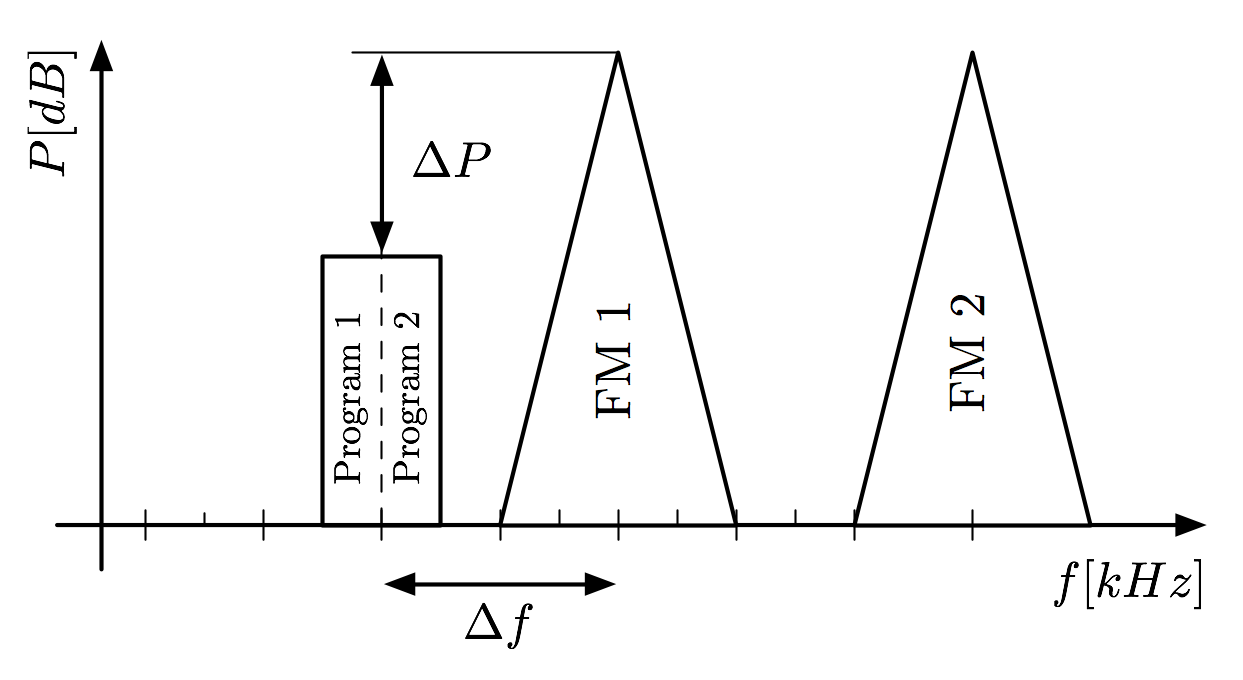 P[dB]
ΔP
Program 1
Program 2
FM 1
FM 2
Δf
f[kHz]